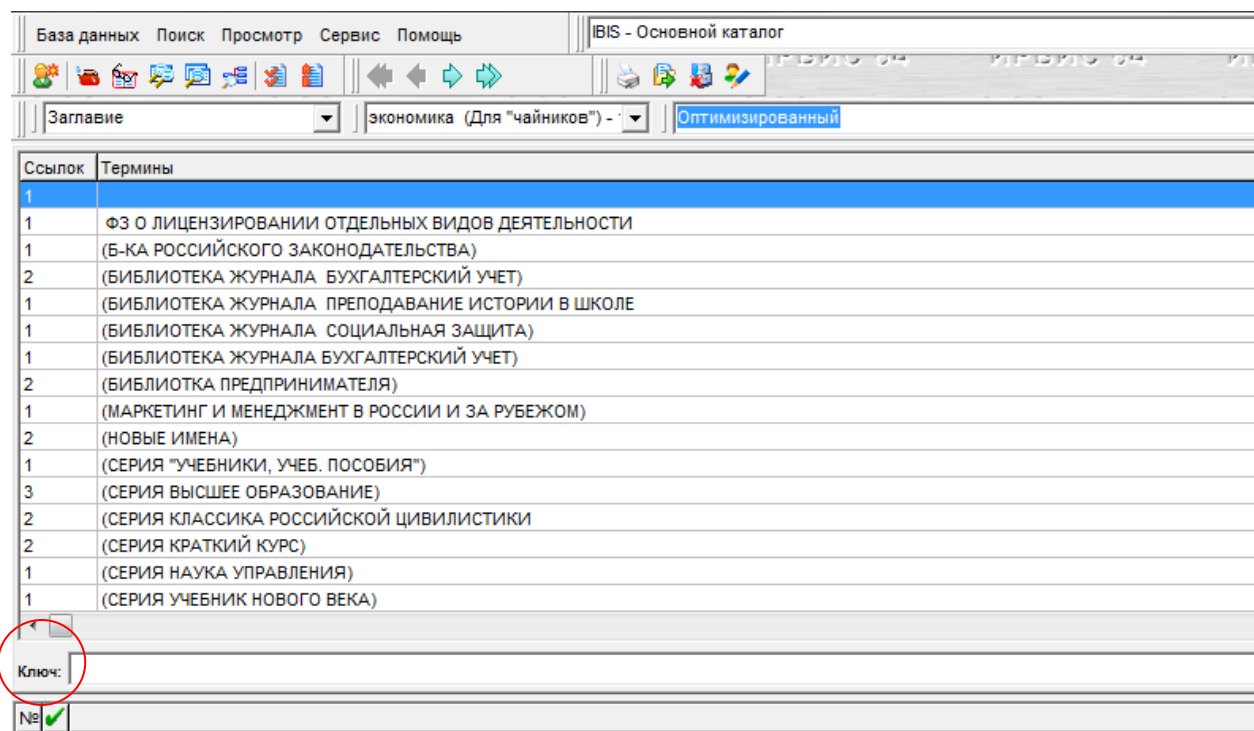 База данных Поиск Просмотр Сервис Помощь
IBIS - Основной каталог
Заглавие
экономика (Для "чайников") -
Оптимизированный
Ссылок Термины
1
1 ФЗ О ЛИЦЕНЗИРОВАНИИ ОТДЕЛЬНЫХ ВИДОВ ДЕЯТЕЛЬНОСТИ
1 (Б-КА РОССИЙСКОГО ЗАКОНОДАТЕЛЬСТВА)
2 (БИБЛИОТЕКА ЖУРНАЛА БУХГАЛТЕРСКИЙ УЧЕТ)
1 (БИБЛИОТЕКА ЖУРНАЛА ПРЕПОДАВАНИЕ ИСТОРИИ В ШКОЛЕ
1 (БИБЛИОТЕКА ЖУРНАЛА СОЦИАЛЬНАЯ ЗАЩИТА)
1 (БИБЛИОТЕКА ЖУРНАЛА БУХГАЛТЕРСКИЙ УЧЕТ)
2 (БИБЛИОТКА ПРЕДПРИНИМАТЕЛЯ)
1 (МАРКЕТИНГ И МЕНЕДЖМЕНТ В РОССИИ И ЗА РУБЕЖОМ)
2 (НОВЫЕ ИМЕНА)
1 (СЕРИЯ "УЧЕБНИКИ, УЧЕБ. ПОСОБИЯ")
3 (СЕРИЯ ВЫСШЕЕ ОБРАЗОВАНИЕ)
2 (СЕРИЯ КЛАССИКА РОССИЙСКОЙ ЦИВИЛИСТИКИ
2 (СЕРИЯ КРАТКИЙ КУРС)
1 (СЕРИЯ НАУКА УПРАВЛЕНИЯ)
1 (СЕРИЯ УЧЕБНИК НОВОГО ВЕКА)
Ключ:
№